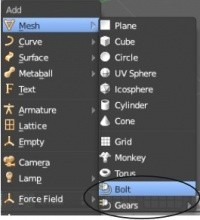 Add
Mesh
Curve
Surface
Metaball
Text
Armature
Lattice
Empty
Camera
Lamp
Force Field
Plane
Cube
Circle
UV Sphere
Icosphere
Cylinder
Cone
Grid
Monkey
Torus
Bolt
Gears